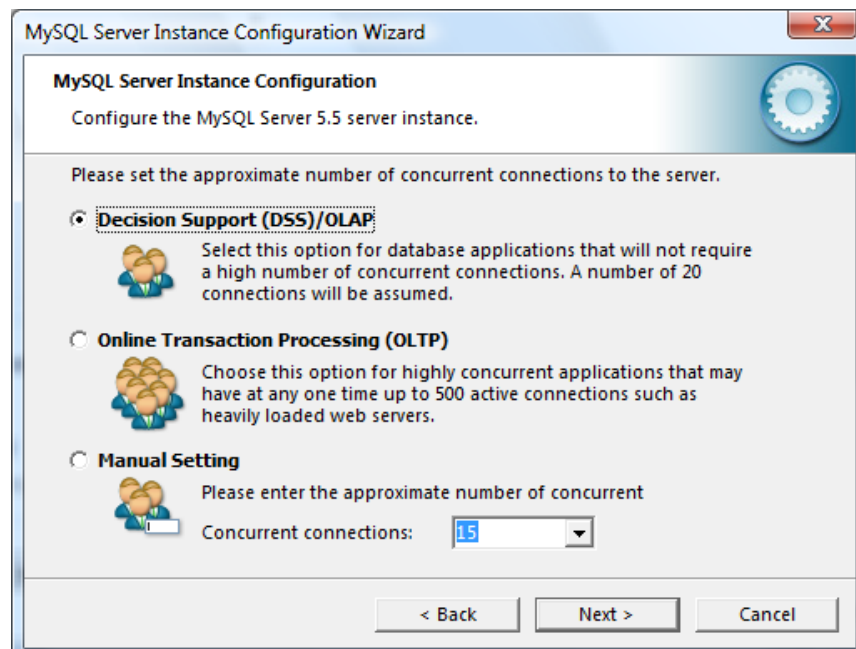 MySQL Server Instance Configuration Wizard
MySQL Server Instance Configuration
Configure the MySQL Server 5.5 server instance.
Please set the approximate number of concurrent connections to the server.
Decision Support (DSS)/OLAP
Select this option for database applications that will not require
a high number of concurrent connections. A number of 20
connections will be assumed.
Online Transaction Processing (OLTP)
Choose this option for highly concurrent applications that may
have at any one time up to 500 active connections such as
heavily loaded web servers.
Manual Setting
Please enter the approximate number of concurrent
Concurrent connections: 15
< Back Next > Cancel